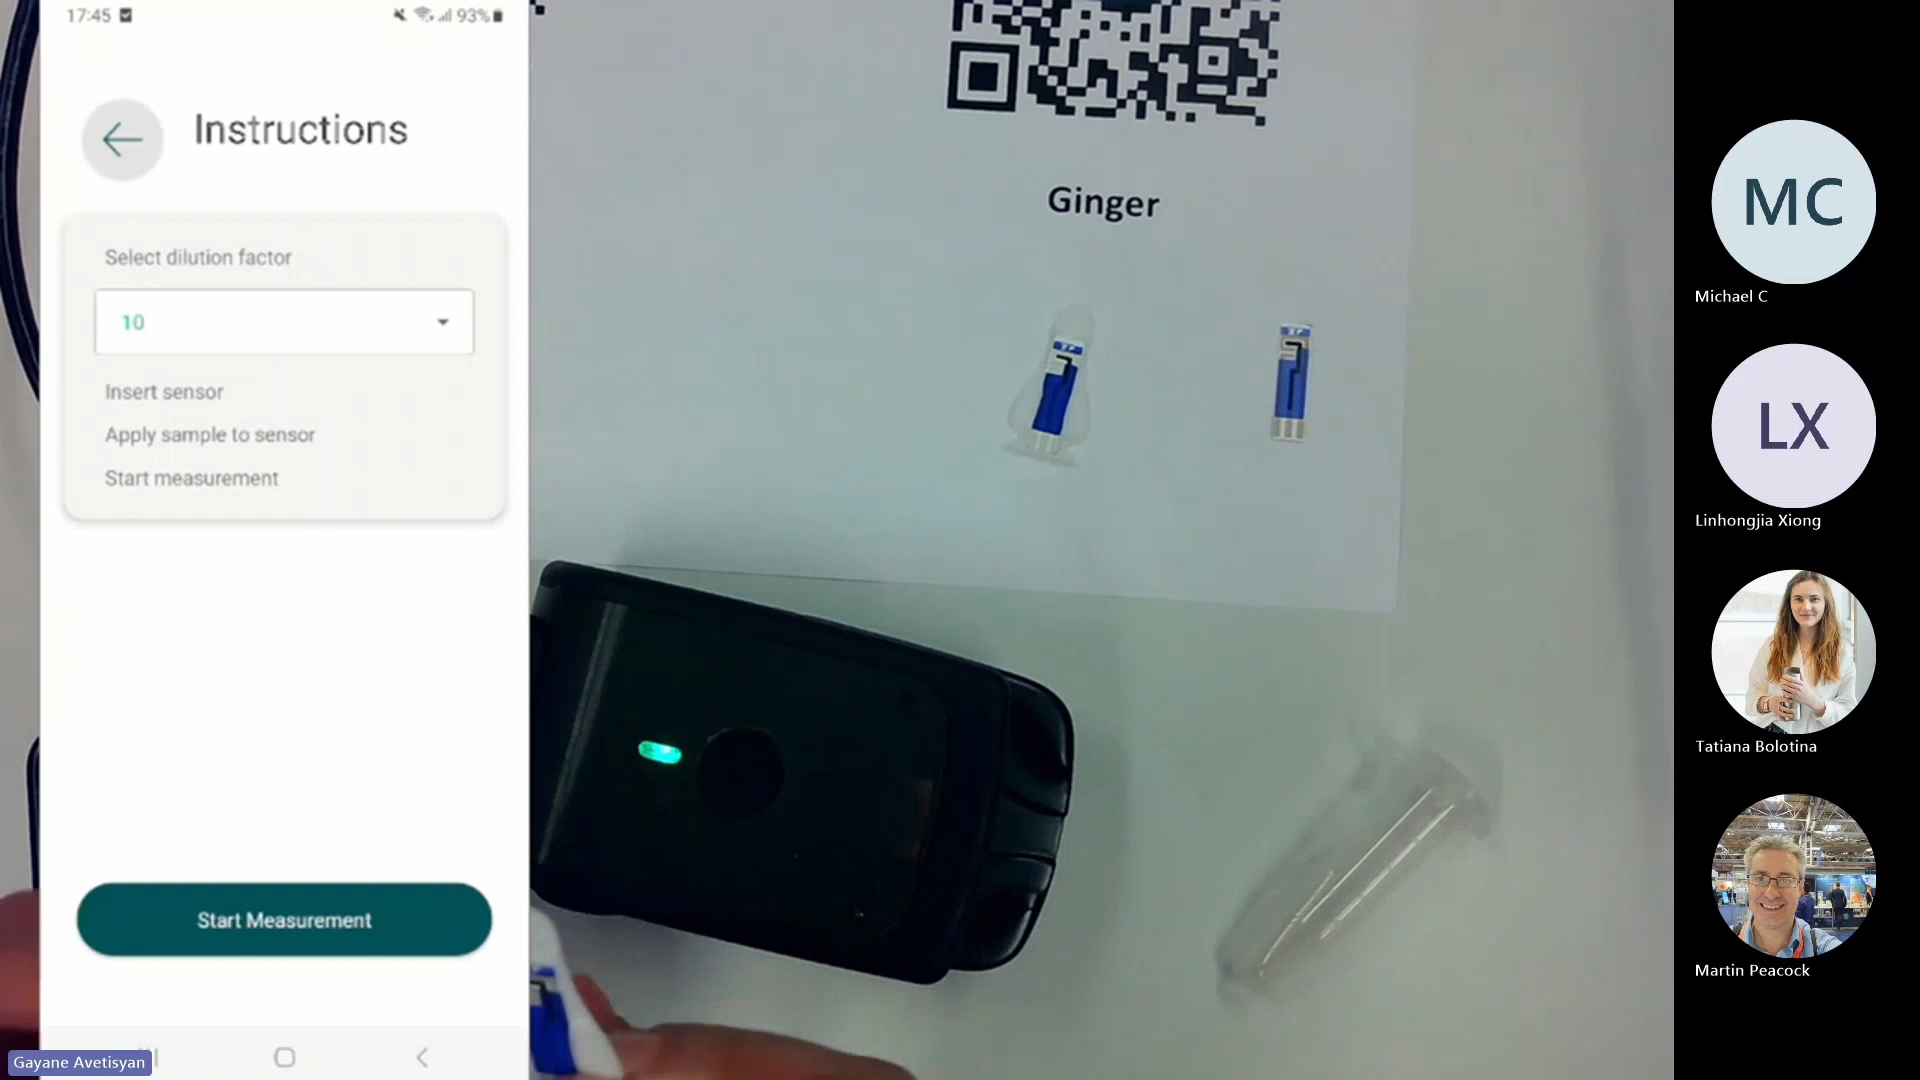 17:45
93%
Instructions
Select dilution factor
10
Insert sensor
Apply sample to sensor
Start measurement
Start Measurement
Ginger
MC
Michael C
LX
Linhongjia Xiong
Tatiana Bolotina
Martin Peacock
Gayane Avetisyan